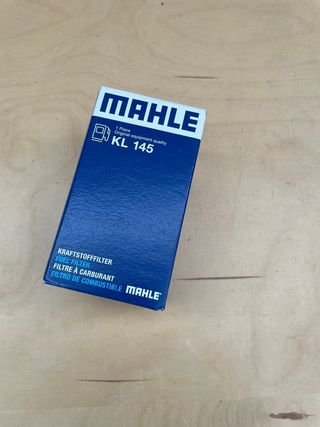 MAHLE
1 Piece
Original equipment quality
KL 145
KRAFTSTOFFFILTER
FUEL FILTER
FILTRE À CARBURANT
FILTRO DE COMBUSTIBLE
MAHLE